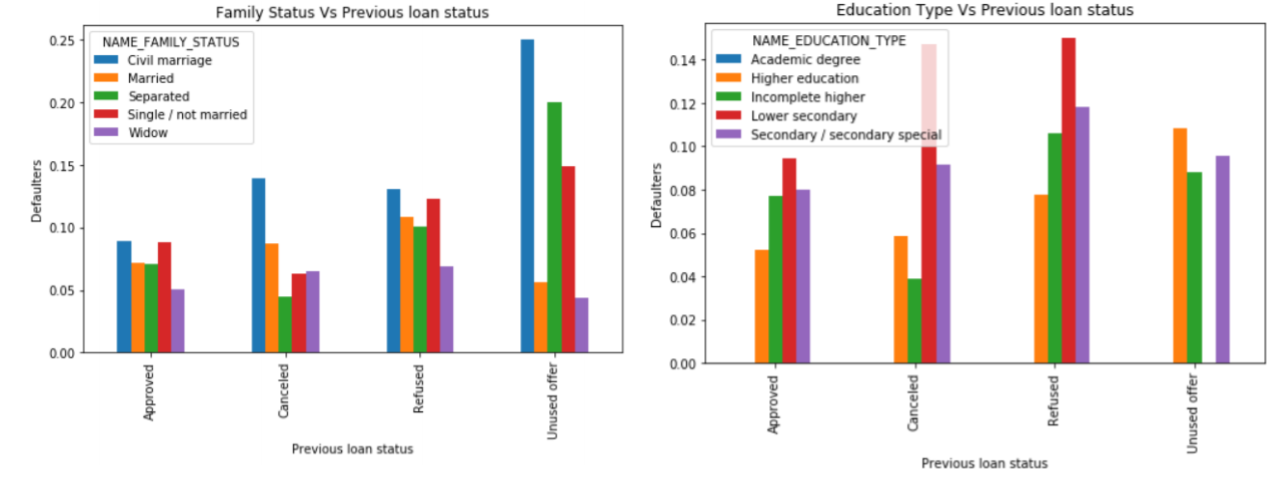 Family Status Vs Previous loan status
NAME_FAMILY_STATUS
Civil marriage
Married
Separated
Single / not married
Widow
0.25
0.20
0.15
0.10
0.05
0.00
Defaulters
Approved
Canceled
Refused
Unused offer
Previous loan status
Education Type Vs Previous loan status
NAME_EDUCATION_TYPE
Academic degree
Higher education
Incomplete higher
Lower secondary
Secondary / secondary special
0.14
0.12
0.10
0.08
0.06
0.04
0.02
0.00
Defaulters
Approved
Canceled
Refused
Unused offer
Previous loan status